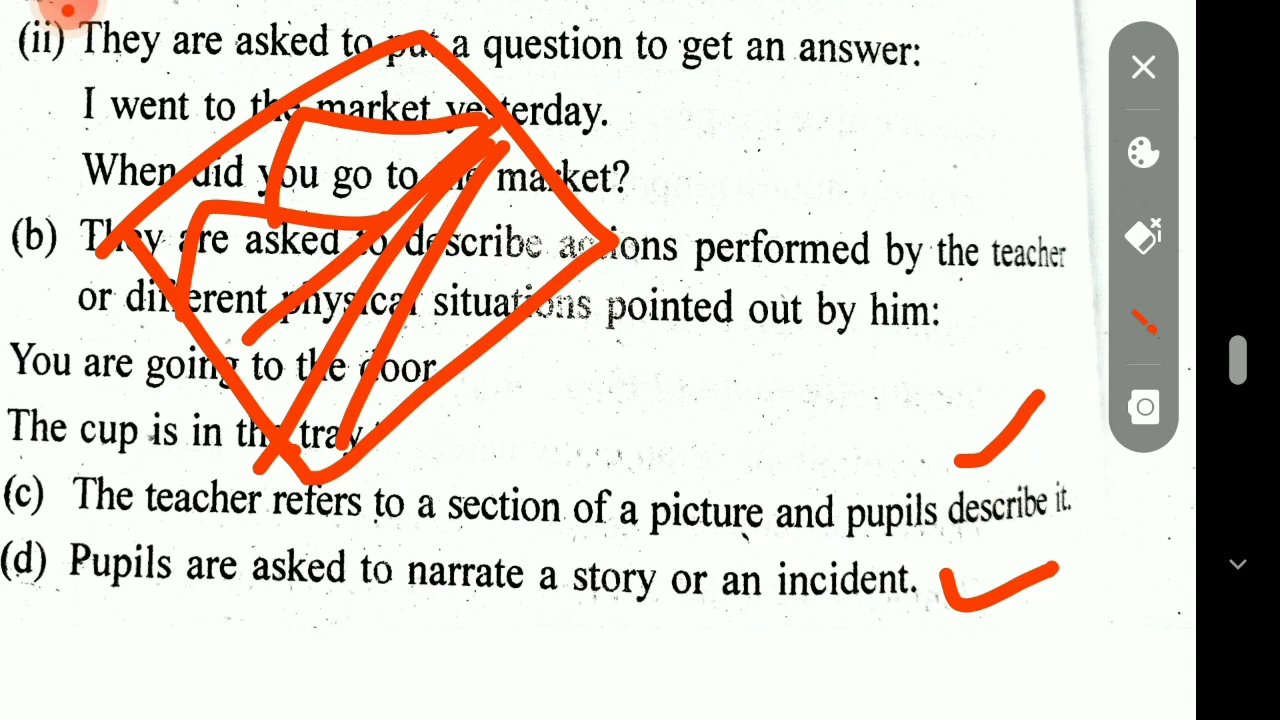 (ii) They are asked to put a question to get an answer:
I went to the market yesterday.
When did you go to the market?
(b) They are asked to describe actions performed by the teacher
or different physical situations pointed out by him:
You are going to the door
The cup is in the tray
(c) The teacher refers to a section of a picture and pupils describe it.
(d) Pupils are asked to narrate a story or an incident.